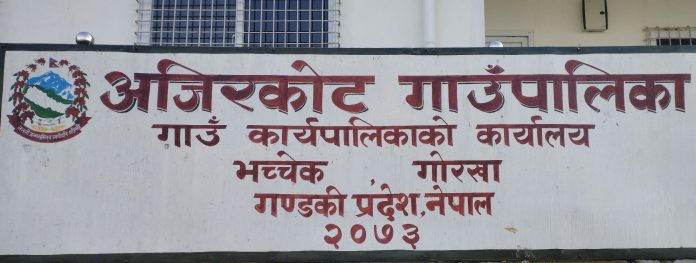 अजिरकोट गाउँपालिका
गाउँ कार्यपालिकाको कार्यालय
भच्चेक, गोरखा
गण्डकी प्रदेश, नेपाल
२०७३